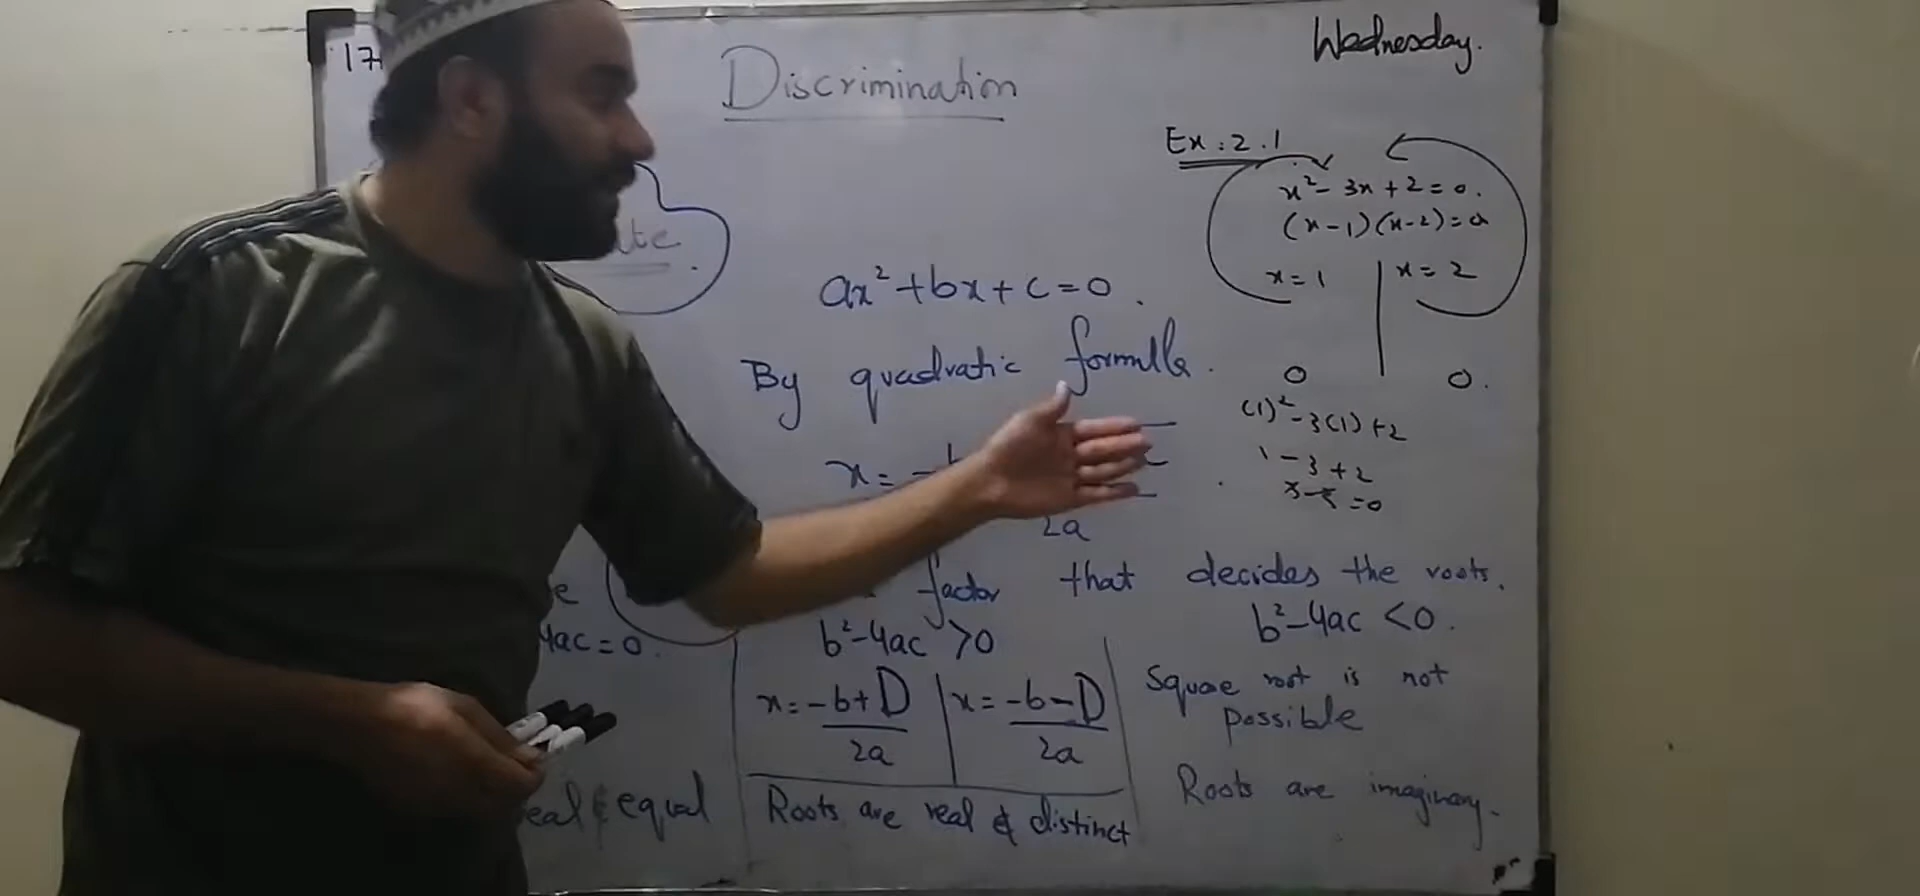 17
Wednesday.
Discrimination
Ex: 2.1
x² - 3x + 2 = 0.
(x-1)(x-2)=0
x=1 | x=2
ax² + bx + c = 0.
By quadratic formula.
0 0.
(1)² - 3(1) + 2
1 - 3 + 2
=0
x =
2a
factor that decides the roots.
4ac = 0.
b² - 4ac > 0
b² - 4ac < 0.
x = -b + D / 2a | x = -b - D / 2a
Square root is not
possible
real & equal
Roots are real & distinct
Roots are imaginary.